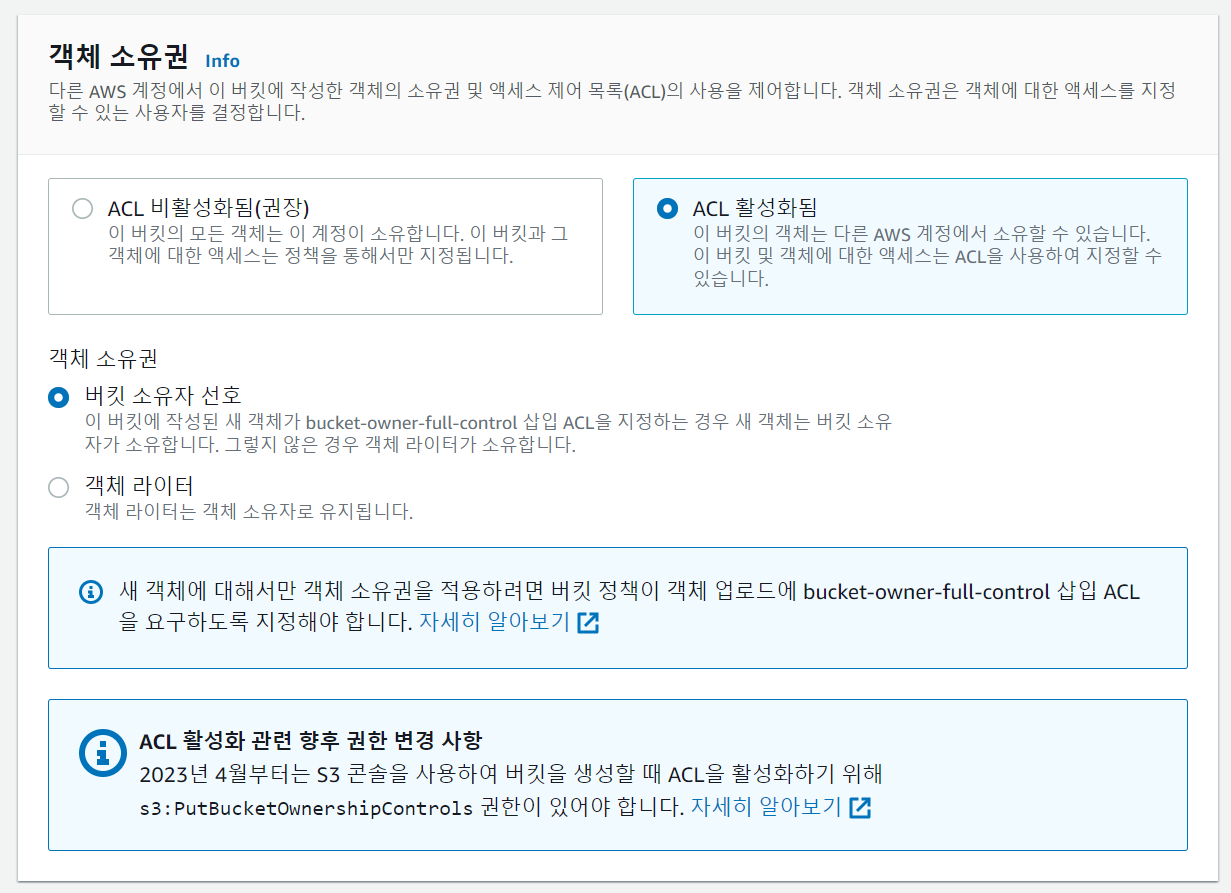 객체 소유권 Info
다른 AWS 계정에서 이 버킷에 작성한 객체의 소유권 및 액세스 제어 목록(ACL)의 사용을 제어합니다. 객체 소유권은 객체에 대한 액세스를 지정
할 수 있는 사용자를 결정합니다.
ACL 비활성화됨(권장)
이 버킷의 모든 객체는 이 계정이 소유합니다. 이 버킷과 그
객체에 대한 액세스는 정책을 통해서만 지정됩니다.
ACL 활성화됨
이 버킷의 객체는 다른 AWS 계정에서 소유할 수 있습니다.
이 버킷 및 객체에 대한 액세스는 ACL을 사용하여 지정할 수
있습니다.
객체 소유권
버킷 소유자 선호
이 버킷에 작성된 새 객체가 bucket-owner-full-control 삽입 ACL을 지정하는 경우 새 객체는 버킷 소유
자가 소유합니다. 그렇지 않은 경우 객체 라이터가 소유합니다.
객체 라이터
객체 라이터는 객체 소유자로 유지됩니다.
새 객체에 대해서만 객체 소유권을 적용하려면 버킷 정책이 객체 업로드에 bucket-owner-full-control 삽입 ACL
을 요구하도록 지정해야 합니다. 자세히 알아보기
ACL 활성화 관련 향후 권한 변경 사항
2023년 4월부터는 S3 콘솔을 사용하여 버킷을 생성할 때 ACL을 활성화하기 위해
s3:PutBucketOwnershipControls 권한이 있어야 합니다. 자세히 알아보기